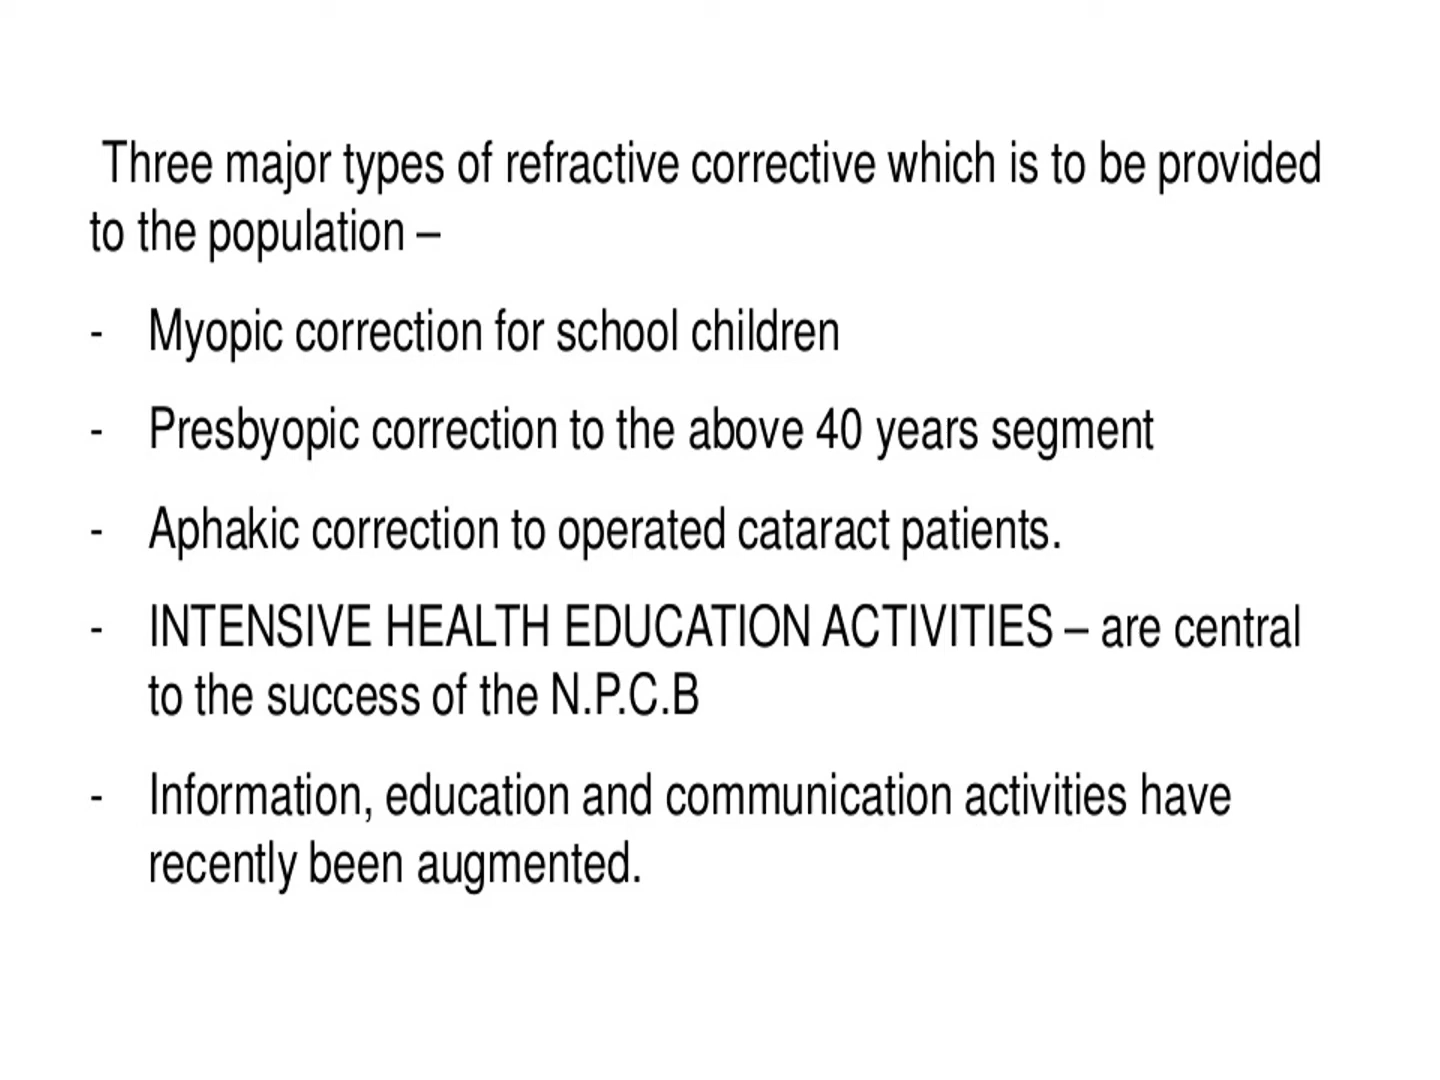 Three major types of refractive corrective which is to be provided
to the population –
- Myopic correction for school children
- Presbyopic correction to the above 40 years segment
- Aphakic correction to operated cataract patients.
- INTENSIVE HEALTH EDUCATION ACTIVITIES – are central
to the success of the N.P.C.B
- Information, education and communication activities have
recently been augmented.